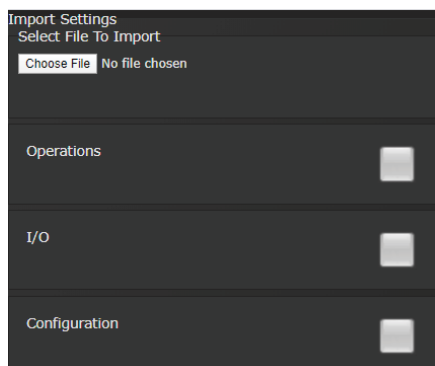 Import Settings
Select File To Import
Choose File No file chosen
Operations
I/O
Configuration